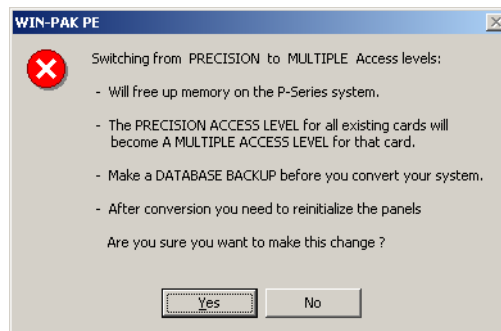 WIN-PAK PE
Switching from PRECISION to MULTIPLE Access levels:
- Will free up memory on the P-Series system.
- The PRECISION ACCESS LEVEL for all existing cards will
become A MULTIPLE ACCESS LEVEL for that card.
- Make a DATABASE BACKUP before you convert your system.
- After conversion you need to reinitialize the panels
Are you sure you want to make this change ?
Yes No